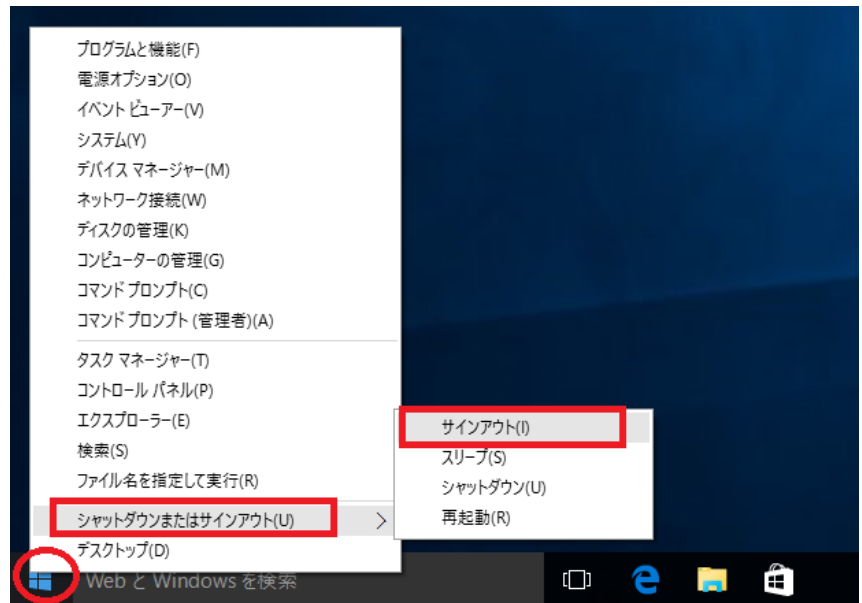 プログラムと機能(F)
電源オプション(O)
イベント ビューアー(V)
システム(Y)
デバイス マネージャー(M)
ネットワーク接続(W)
ディスクの管理(K)
コンピューターの管理(G)
コマンド プロンプト(C)
コマンド プロンプト (管理者)(A)
タスク マネージャー(T)
コントロール パネル(P)
エクスプローラー(E)
検索(S)
ファイル名を指定して実行(R)
シャットダウンまたはサインアウト(U)
デスクトップ(D)
サインアウト(I)
スリープ(S)
シャットダウン(U)
再起動(R)
Web と Windows を検索